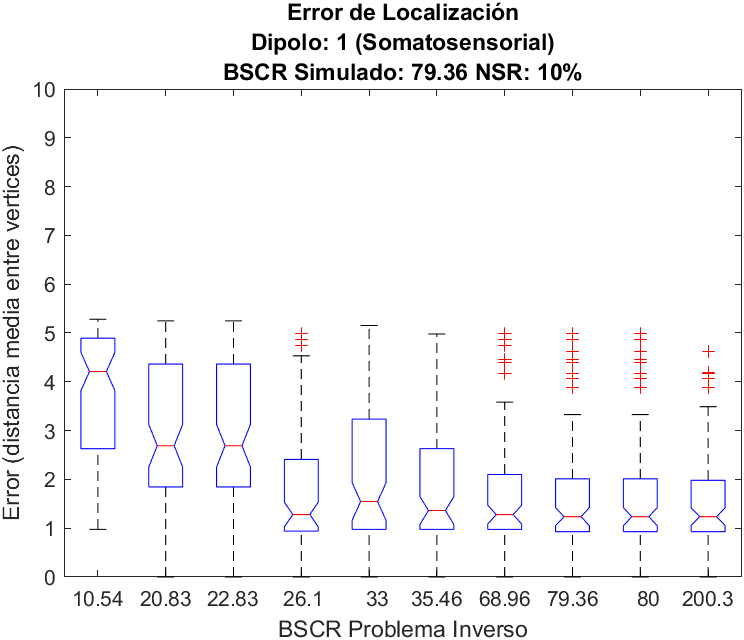 Error de Localización
Dipolo: 1 (Somatosensorial)
BSCR Simulado: 79.36 NSR: 10%
Error (distancia media entre vertices)
10
9
8
7
6
5
4
3
2
1
0
10.54 20.83 22.83 26.1 33 35.46 68.96 79.36 80 200.3
BSCR Problema Inverso